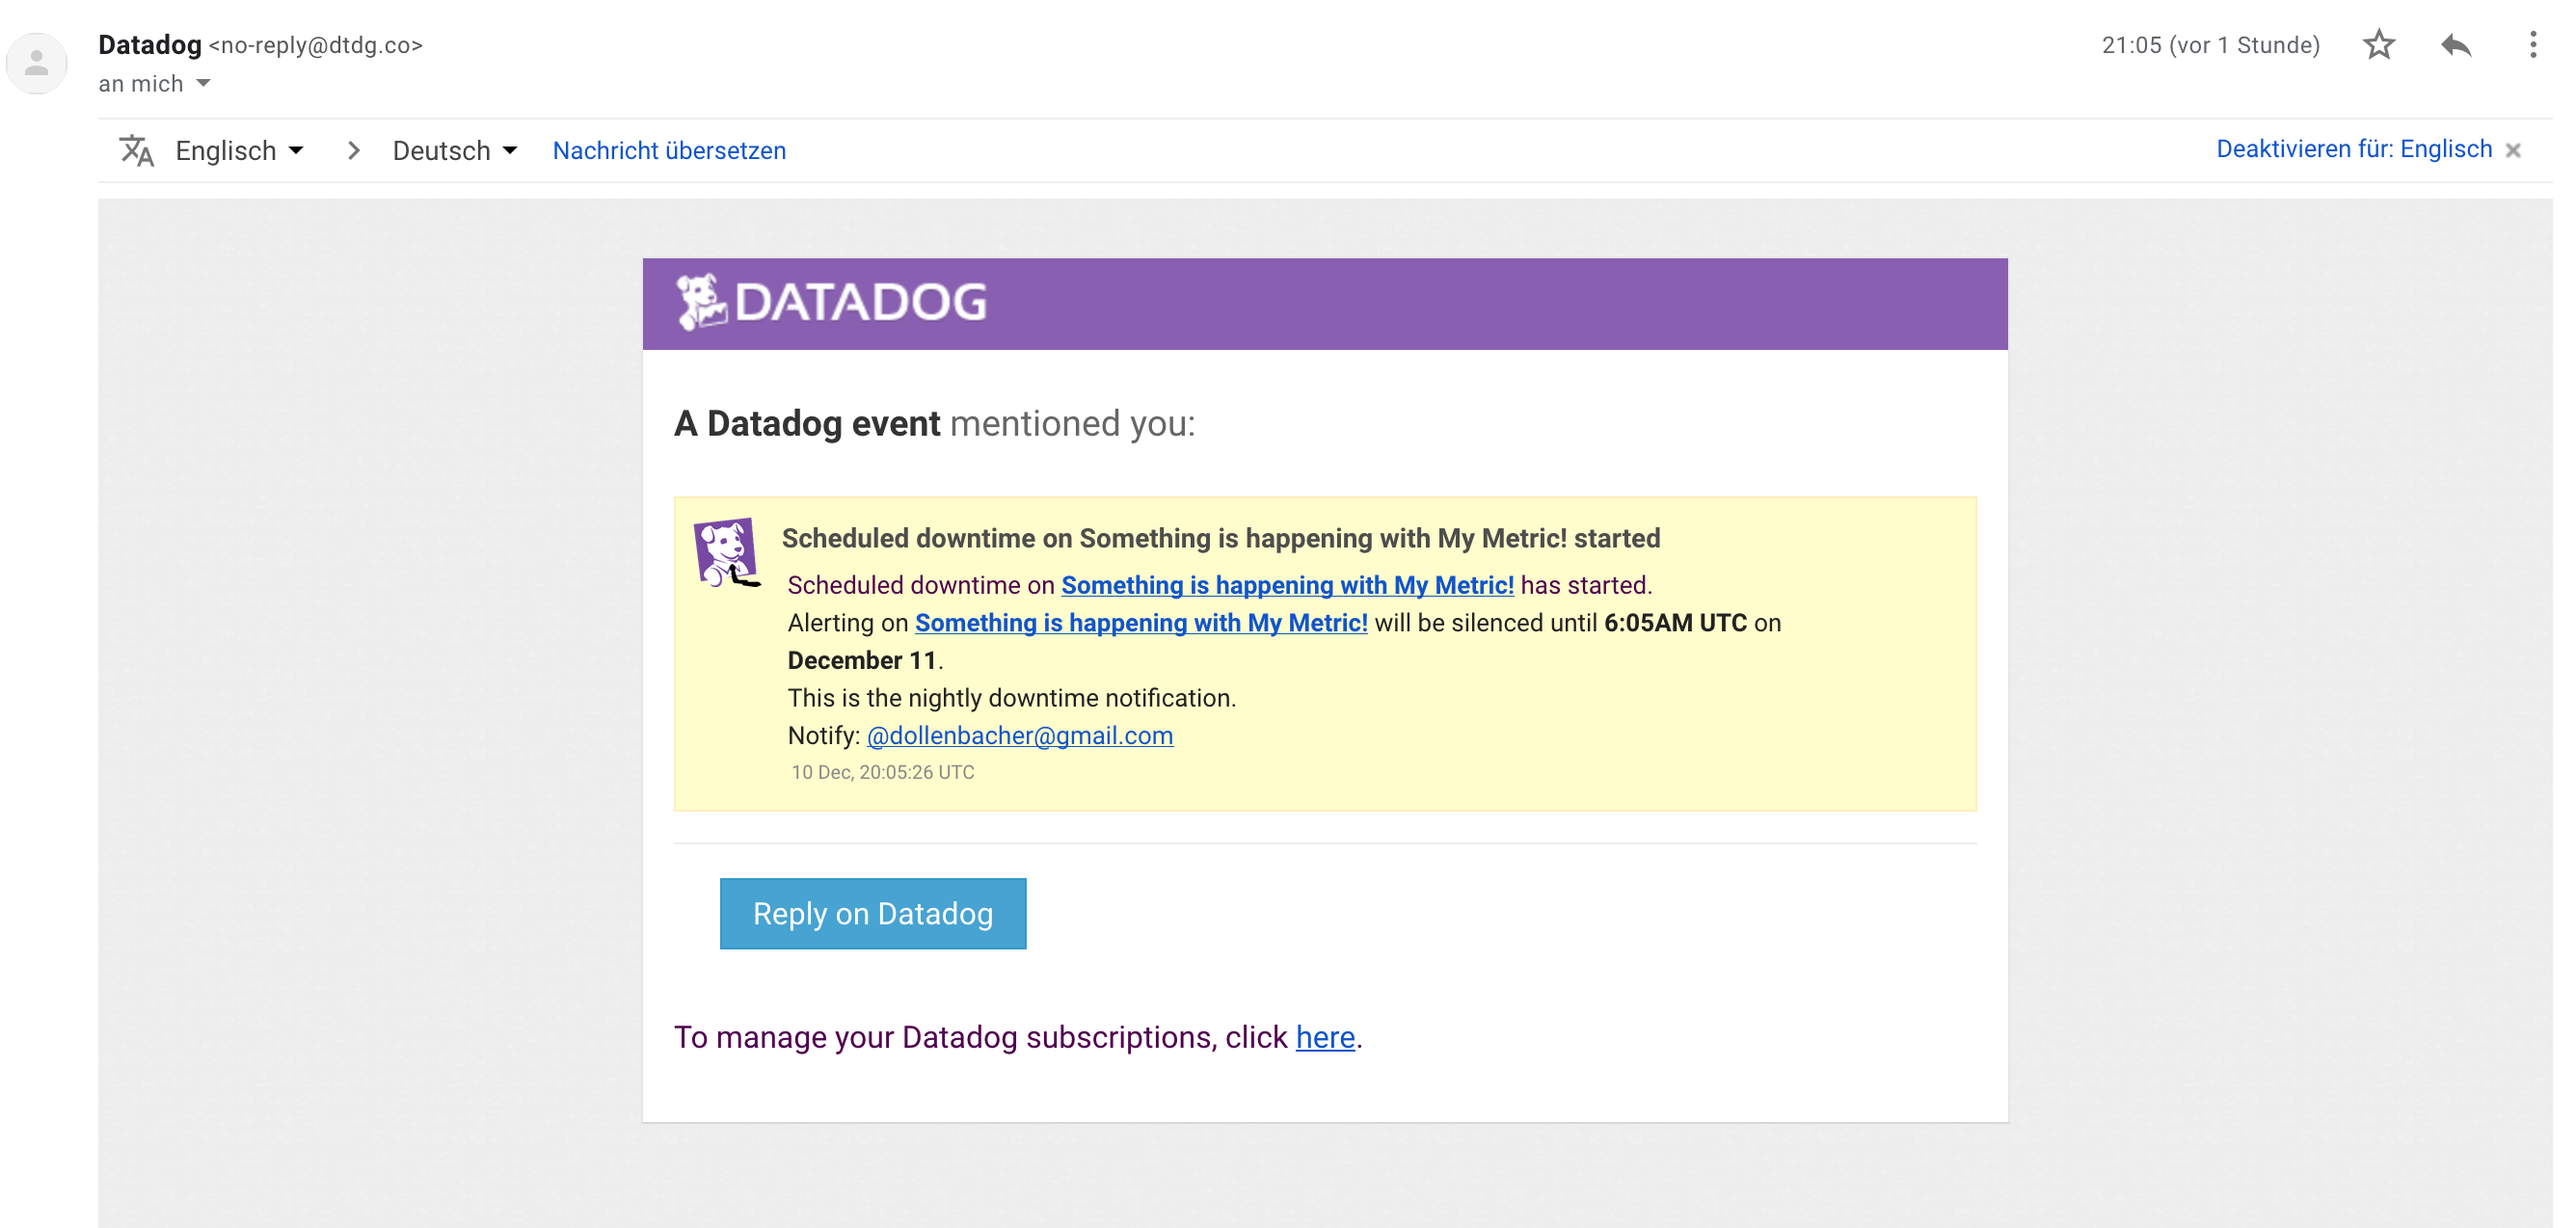 Datadog <no-reply@dtdg.co>
21:05 (vor 1 Stunde)
an mich
Englisch > Deutsch Nachricht übersetzen
Deaktivieren für: Englisch ×
DATADOG
A Datadog event mentioned you:
Scheduled downtime on Something is happening with My Metric! started
Scheduled downtime on Something is happening with My Metric! has started.
Alerting on Something is happening with My Metric! will be silenced until 6:05AM UTC on
December 11.
This is the nightly downtime notification.
Notify: @dollenbacher@gmail.com
10 Dec, 20:05:26 UTC
Reply on Datadog
To manage your Datadog subscriptions, click here.